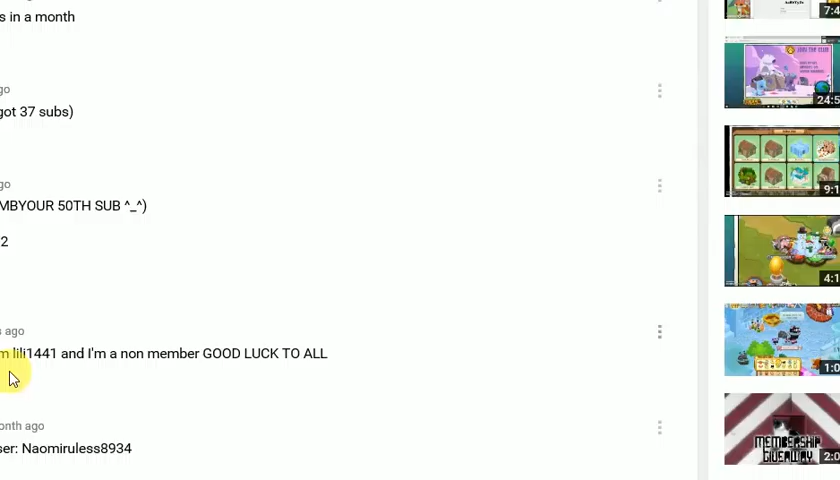 s in a month
go
got 37 subs)
go
MBYOUR 50TH SUB ^_^)
2
s ago
m lili1441 and I'm a non member GOOD LUCK TO ALL
onth ago
ser: Naomiruless8934
7:4
24:5
9:1
4:1
1:0
MEMBERSHIP
GIVEAWAY
2:0